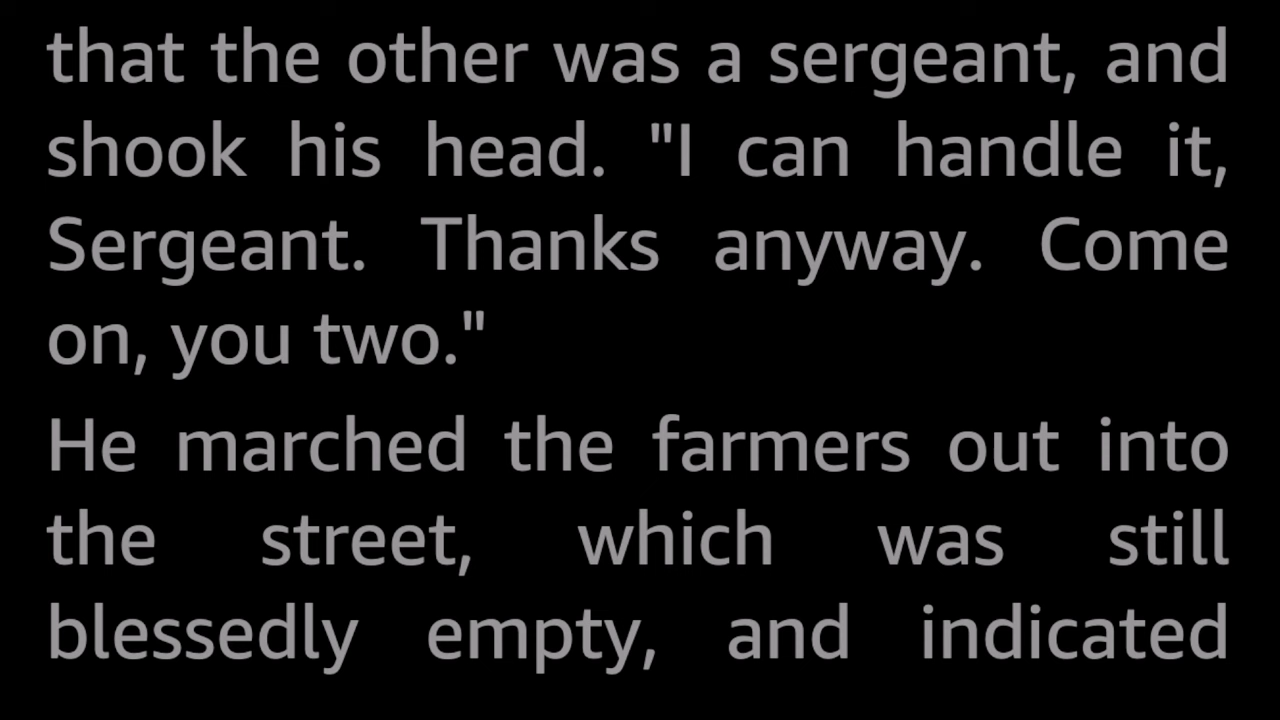 that the other was a sergeant, and
shook his head. "I can handle it,
Sergeant. Thanks anyway. Come
on, you two."
He marched the farmers out into
the street, which was still
blessedly empty, and indicated